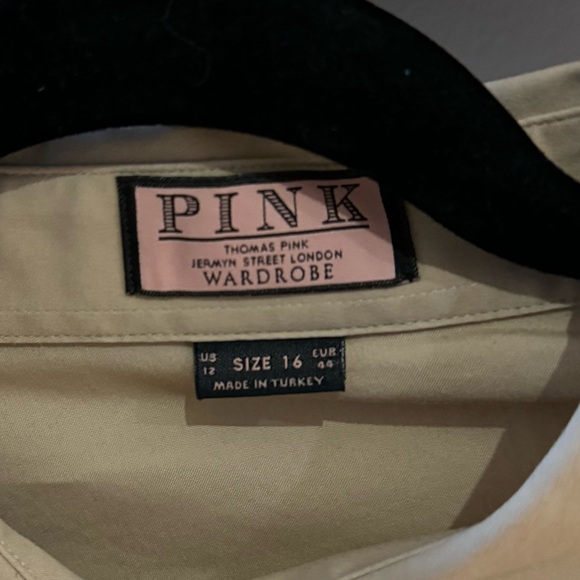 PINK
THOMAS PINK
JERMYN STREET LONDON
WARDROBE
US 12 SIZE 16 EUR 44
MADE IN TURKEY